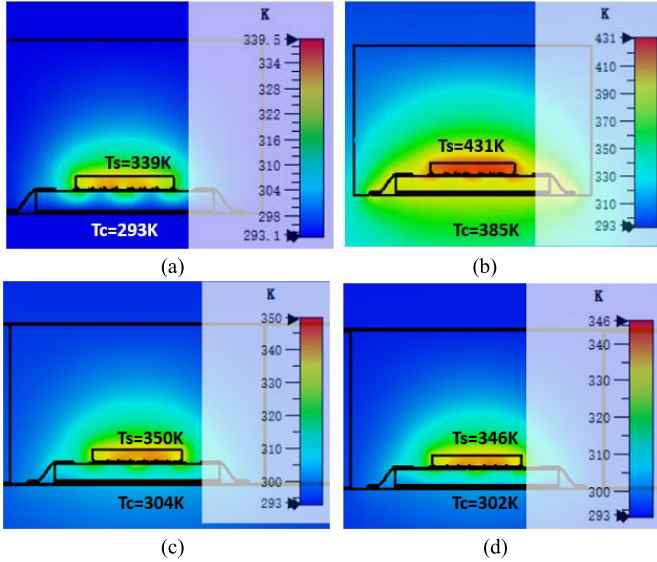 K
339.5
334
328
322
316
310
304
298
293.1
Ts=339K
Tc=293K
(a)
K
431
410
390
370
350
330
310
293
Ts=431K
Tc=385K
(b)
K
350
340
330
320
310
300
293
Ts=350K
Tc=304K
(c)
K
346
340
330
320
310
300
293
Ts=346K
Tc=302K
(d)